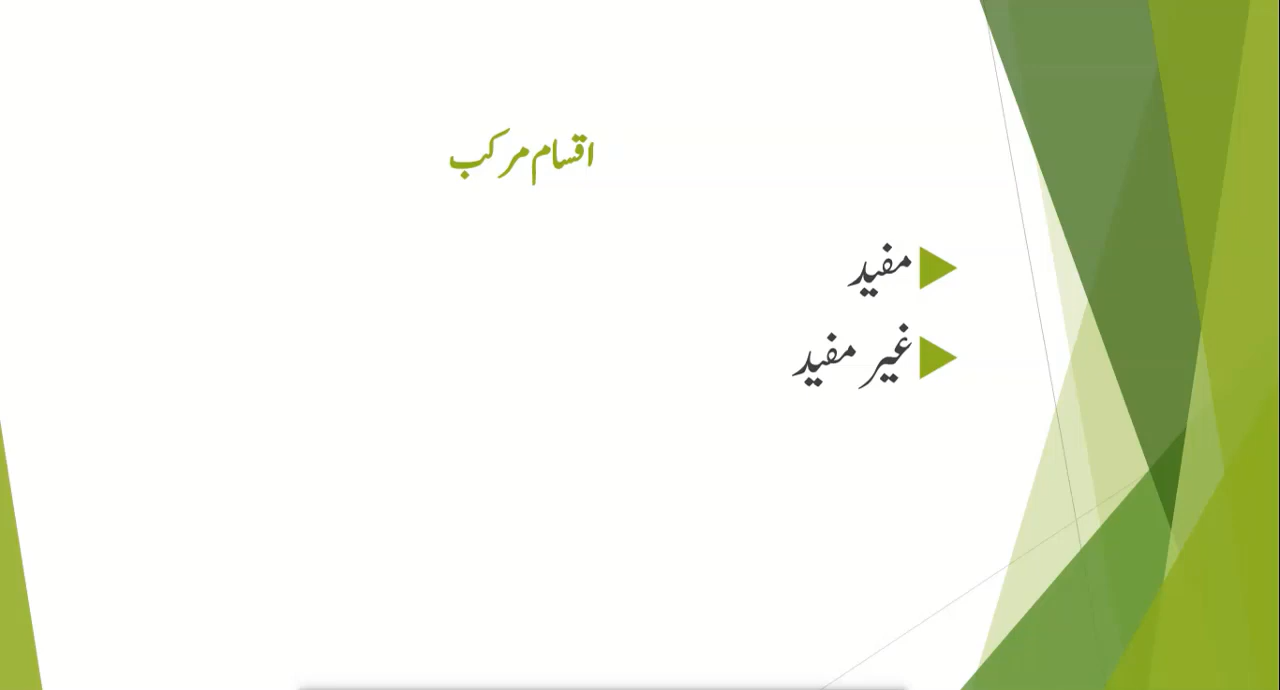 اقسام مرکب
مفید
غیر مفید